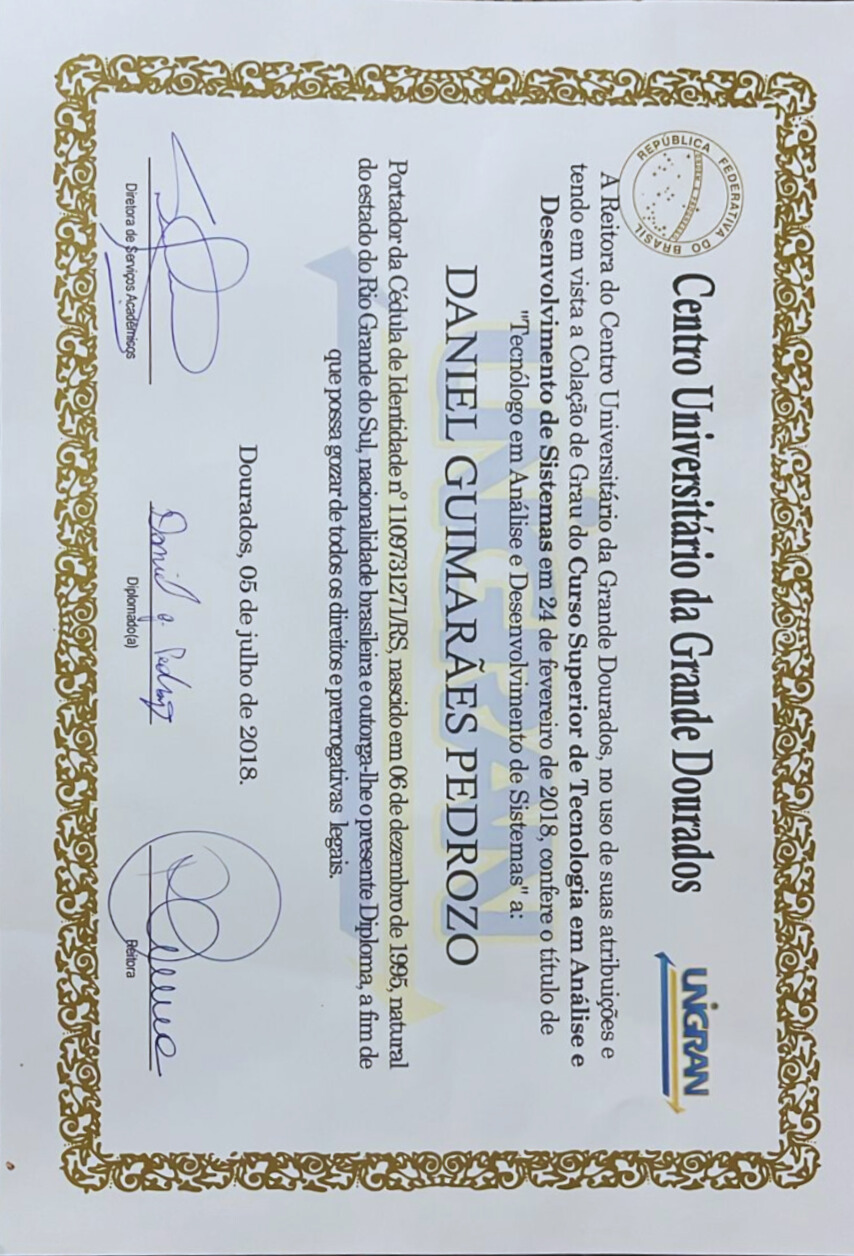 REPÚBLICA FEDERATIVA DO BRASIL
ORDEM E PROGRESSO
Centro Universitário da Grande Dourados
UNIGRAN
A Reitora do Centro Universitário da Grande Dourados, no uso de suas atribuições e
tendo em vista a Colação de Grau do Curso Superior de Tecnologia em Análise e
Desenvolvimento de Sistemas em 24 de fevereiro de 2018, confere o título de
"Tecnólogo em Análise e Desenvolvimento de Sistemas" a:
UNIGRAN
DANIEL GUIMARÃES PEDROZO
Portador da Cédula de Identidade nº 1109731271/RS, nascido em 06 de dezembro de 1995, natural
do estado do Rio Grande do Sul, nacionalidade brasileira e outorga-lhe o presente Diploma, a fim de
que possa gozar de todos os direitos e prerrogativas legais.
Dourados, 05 de julho de 2018.
Daniel g. Pedrozo
Diretora de Serviços Acadêmicos
Diplomado(a)
Reitora